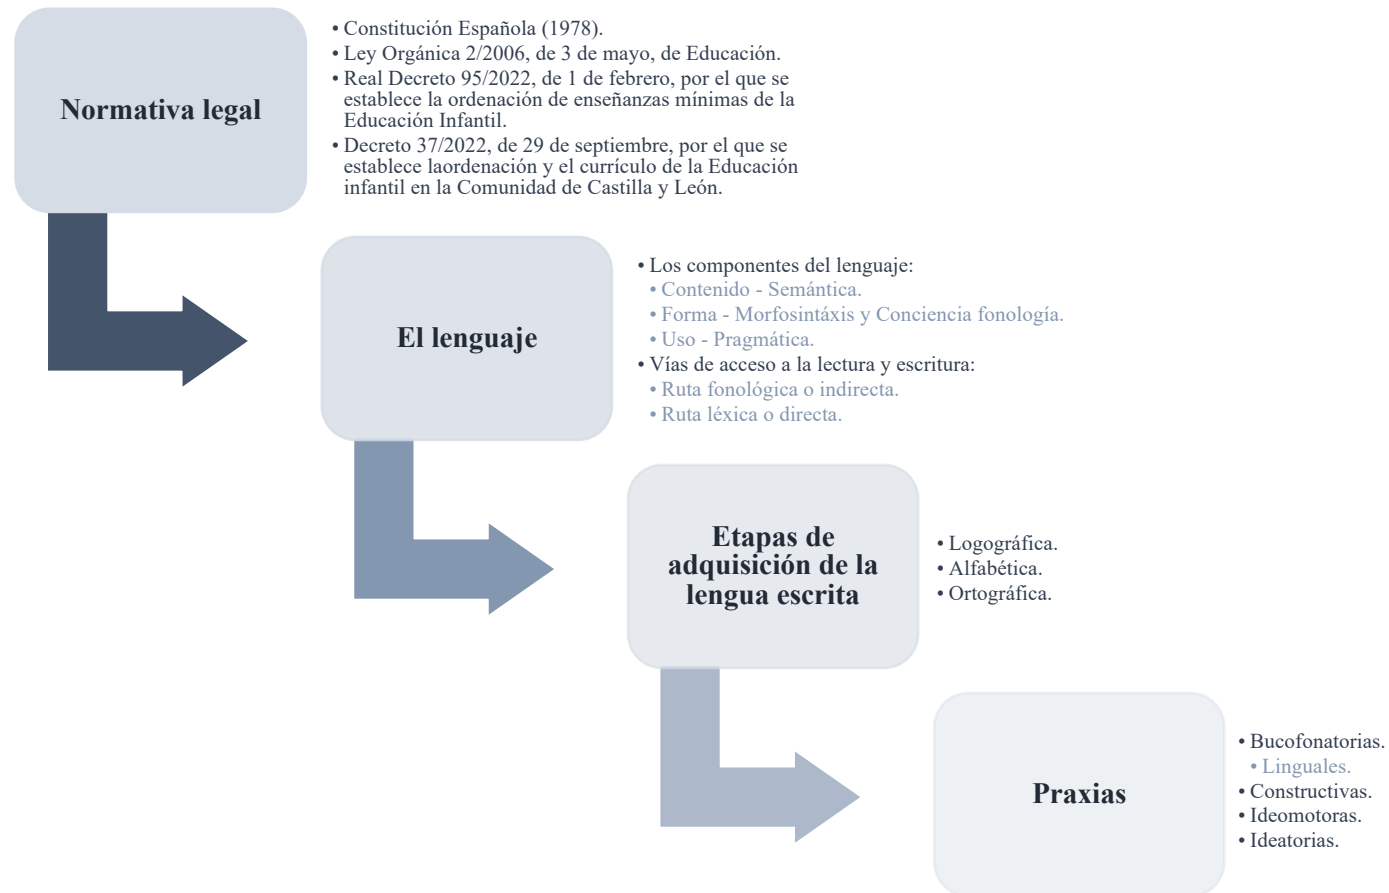 Normativa legal
• Constitución Española (1978).
• Ley Orgánica 2/2006, de 3 de mayo, de Educación.
• Real Decreto 95/2022, de 1 de febrero, por el que se
establece la ordenación de enseñanzas mínimas de la
Educación Infantil.
• Decreto 37/2022, de 29 de septiembre, por el que se
establece laordenación y el currículo de la Educación
infantil en la Comunidad de Castilla y León.
El lenguaje
• Los componentes del lenguaje:
• Contenido - Semántica.
• Forma - Morfosintáxis y Conciencia fonología.
• Uso - Pragmática.
• Vías de acceso a la lectura y escritura:
• Ruta fonológica o indirecta.
• Ruta léxica o directa.
Etapas de
adquisición de la
lengua escrita
• Logográfica.
• Alfabética.
• Ortográfica.
Praxias
• Bucofonatorias.
• Linguales.
• Constructivas.
• Ideomotoras.
• Ideatorias.